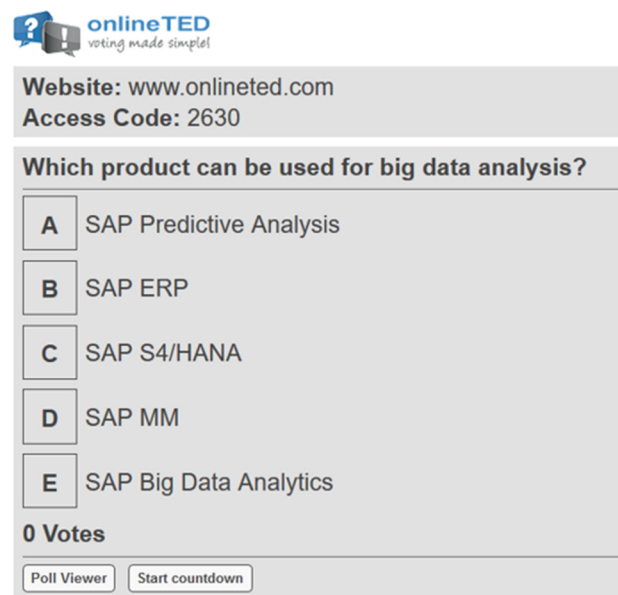 ? !
onlineTED
voting made simple!
Website: www.onlineted.com
Access Code: 2630
Which product can be used for big data analysis?
A SAP Predictive Analysis
B SAP ERP
C SAP S4/HANA
D SAP MM
E SAP Big Data Analytics
0 Votes
Poll Viewer Start countdown